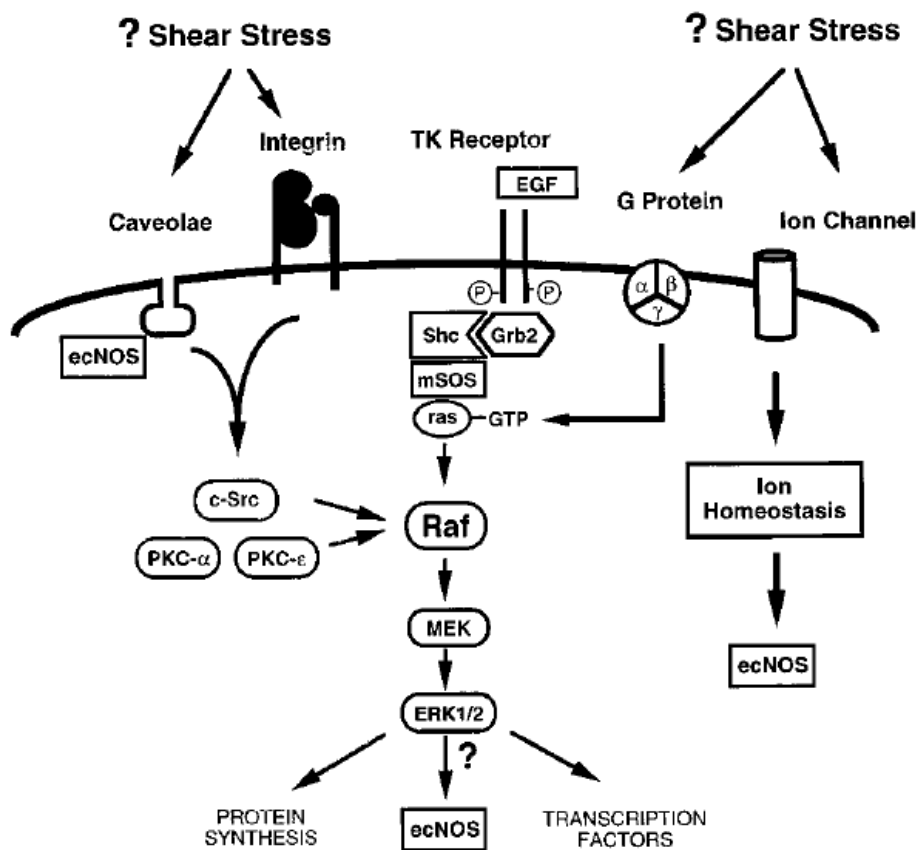 ? Shear Stress
? Shear Stress
Integrin
TK Receptor
EGF
G Protein
Caveolae
Ion Channel
P
P
α
β
γ
ecNOS
Shc
Grb2
mSOS
ras
GTP
c-Src
Raf
Ion
Homeostasis
PKC-α
PKC-ε
MEK
ecNOS
ERK1/2
?
PROTEIN
SYNTHESIS
ecNOS
TRANSCRIPTION
FACTORS